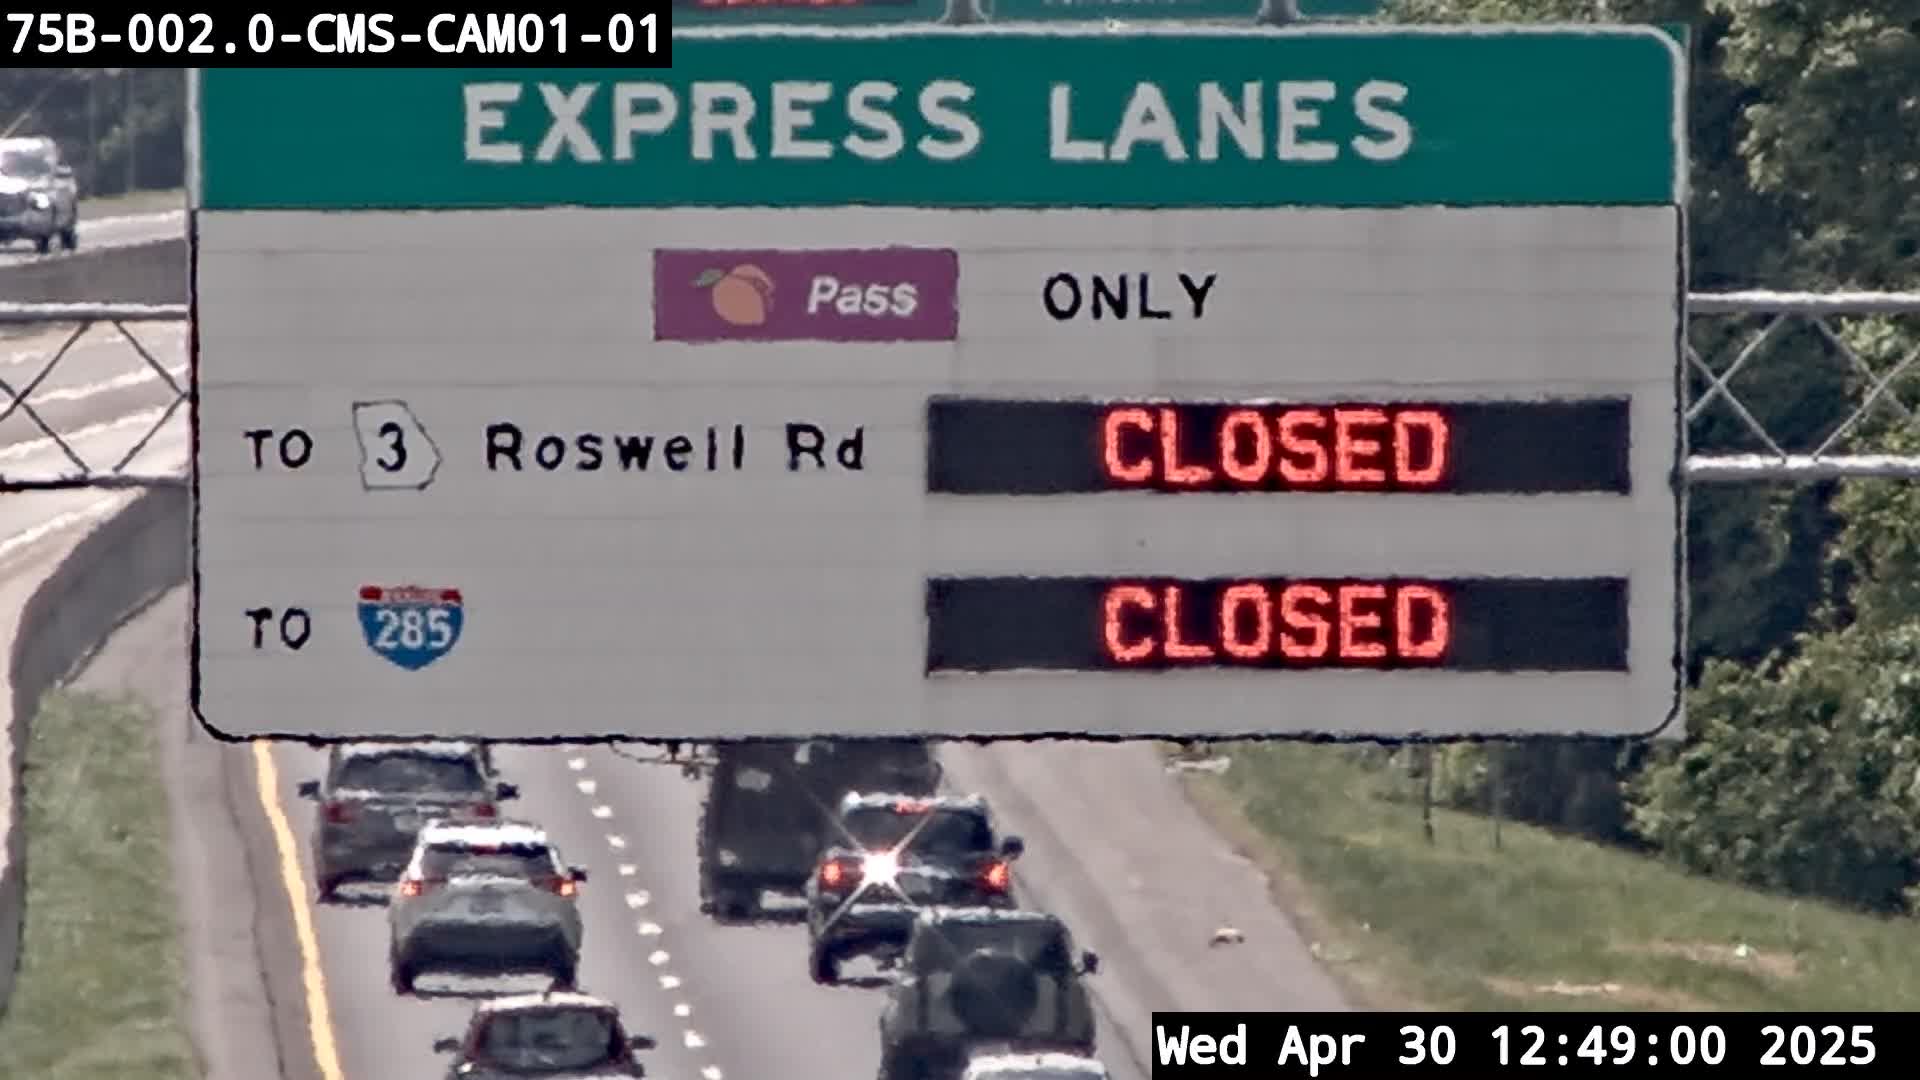 75B-002.0-CMS-CAM01-01
EXPRESS LANES
Pass ONLY
TO 3 Roswell Rd CLOSED
TO 285 CLOSED
Wed Apr 30 12:49:00 2025